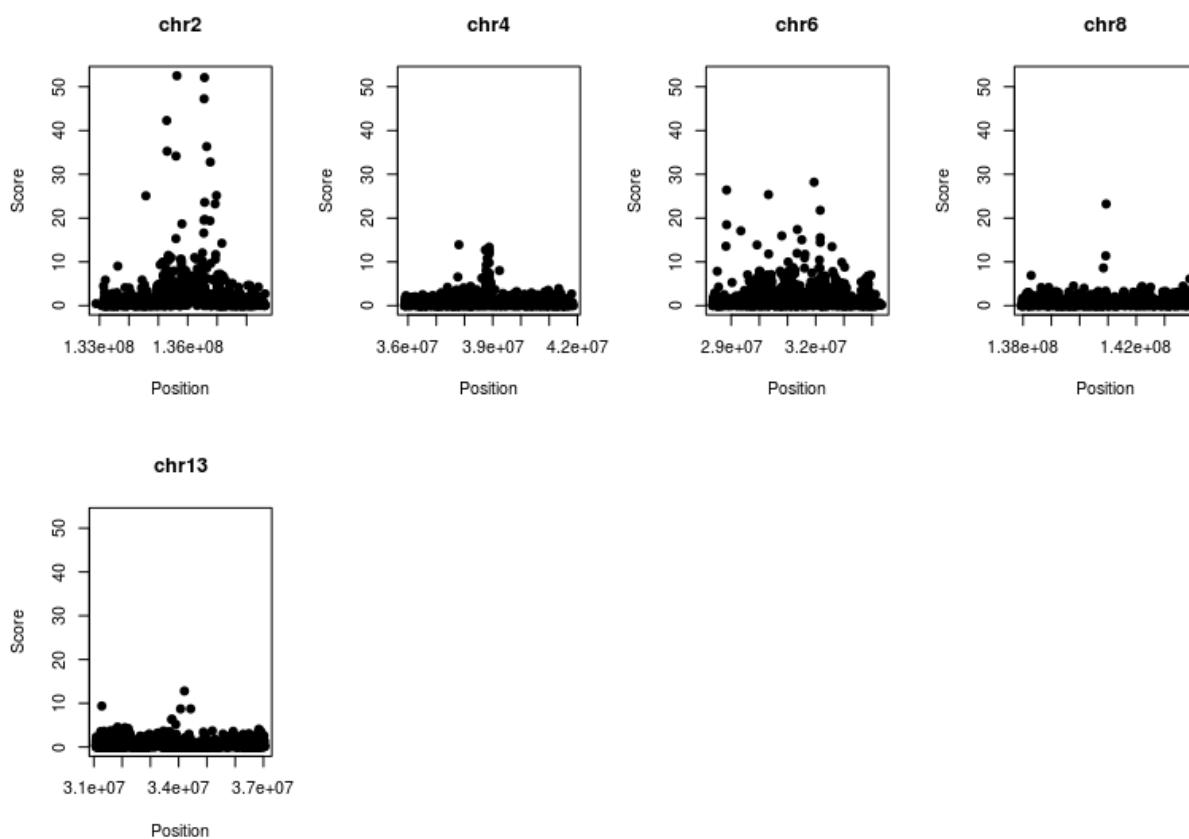 chr2
Score
0 10 20 30 40 50
1.33e+08 1.36e+08
Position
chr4
Score
0 10 20 30 40 50
3.6e+07 3.9e+07 4.2e+07
Position
chr6
Score
0 10 20 30 40 50
2.9e+07 3.2e+07
Position
chr8
Score
0 10 20 30 40 50
1.38e+08 1.42e+08
Position
chr13
Score
0 10 20 30 40 50
3.1e+07 3.4e+07 3.7e+07
Position